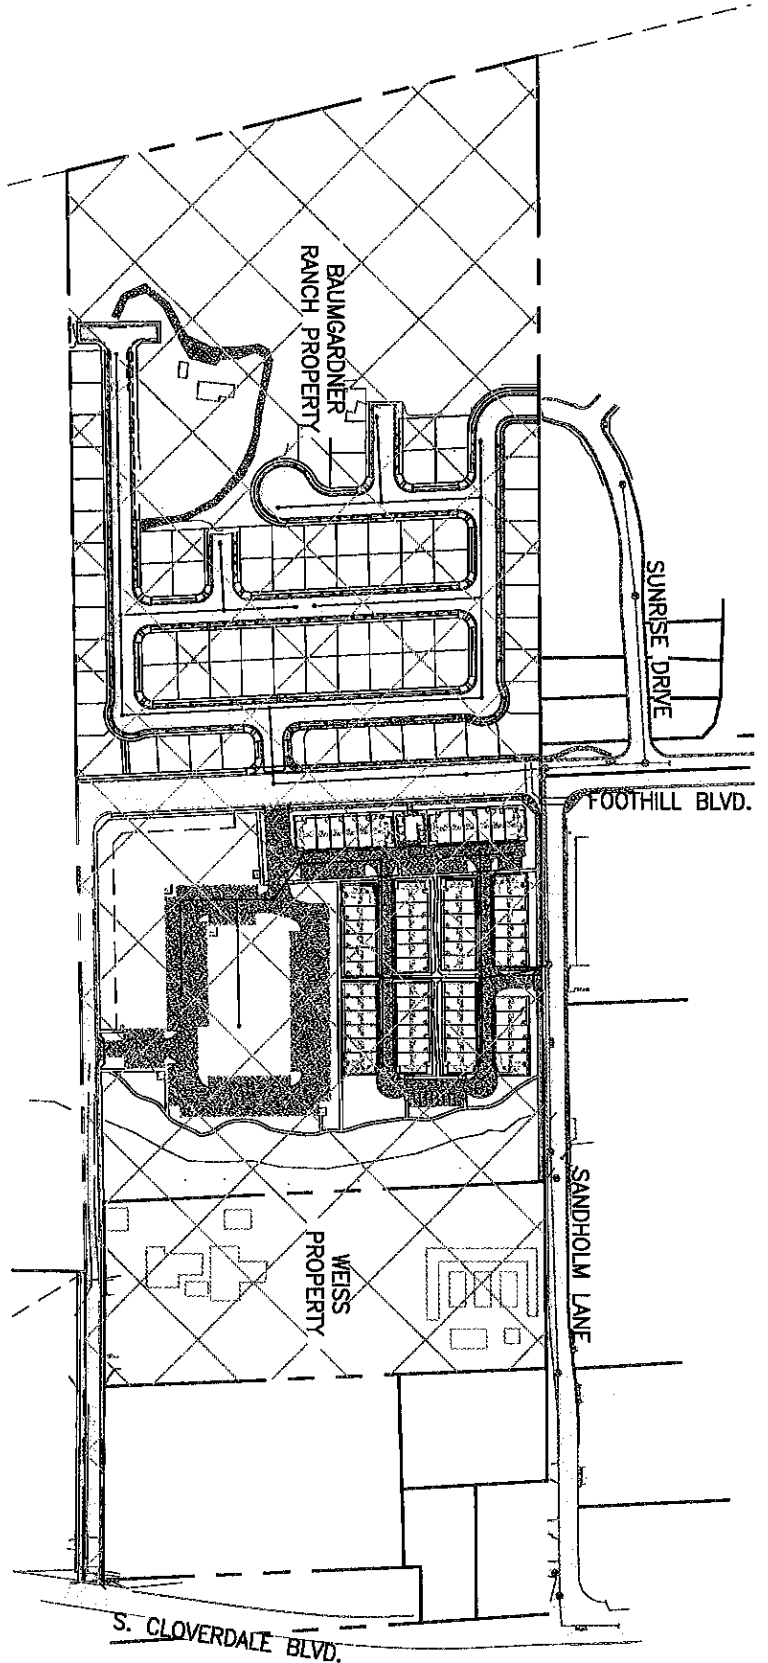 BAUMGARDNER
RANCH PROPERTY
SUNRISE DRIVE
FOOTHILL BLVD.
SANDHOLM LANE
WEISS
PROPERTY
S. CLOVERDALE BLVD.